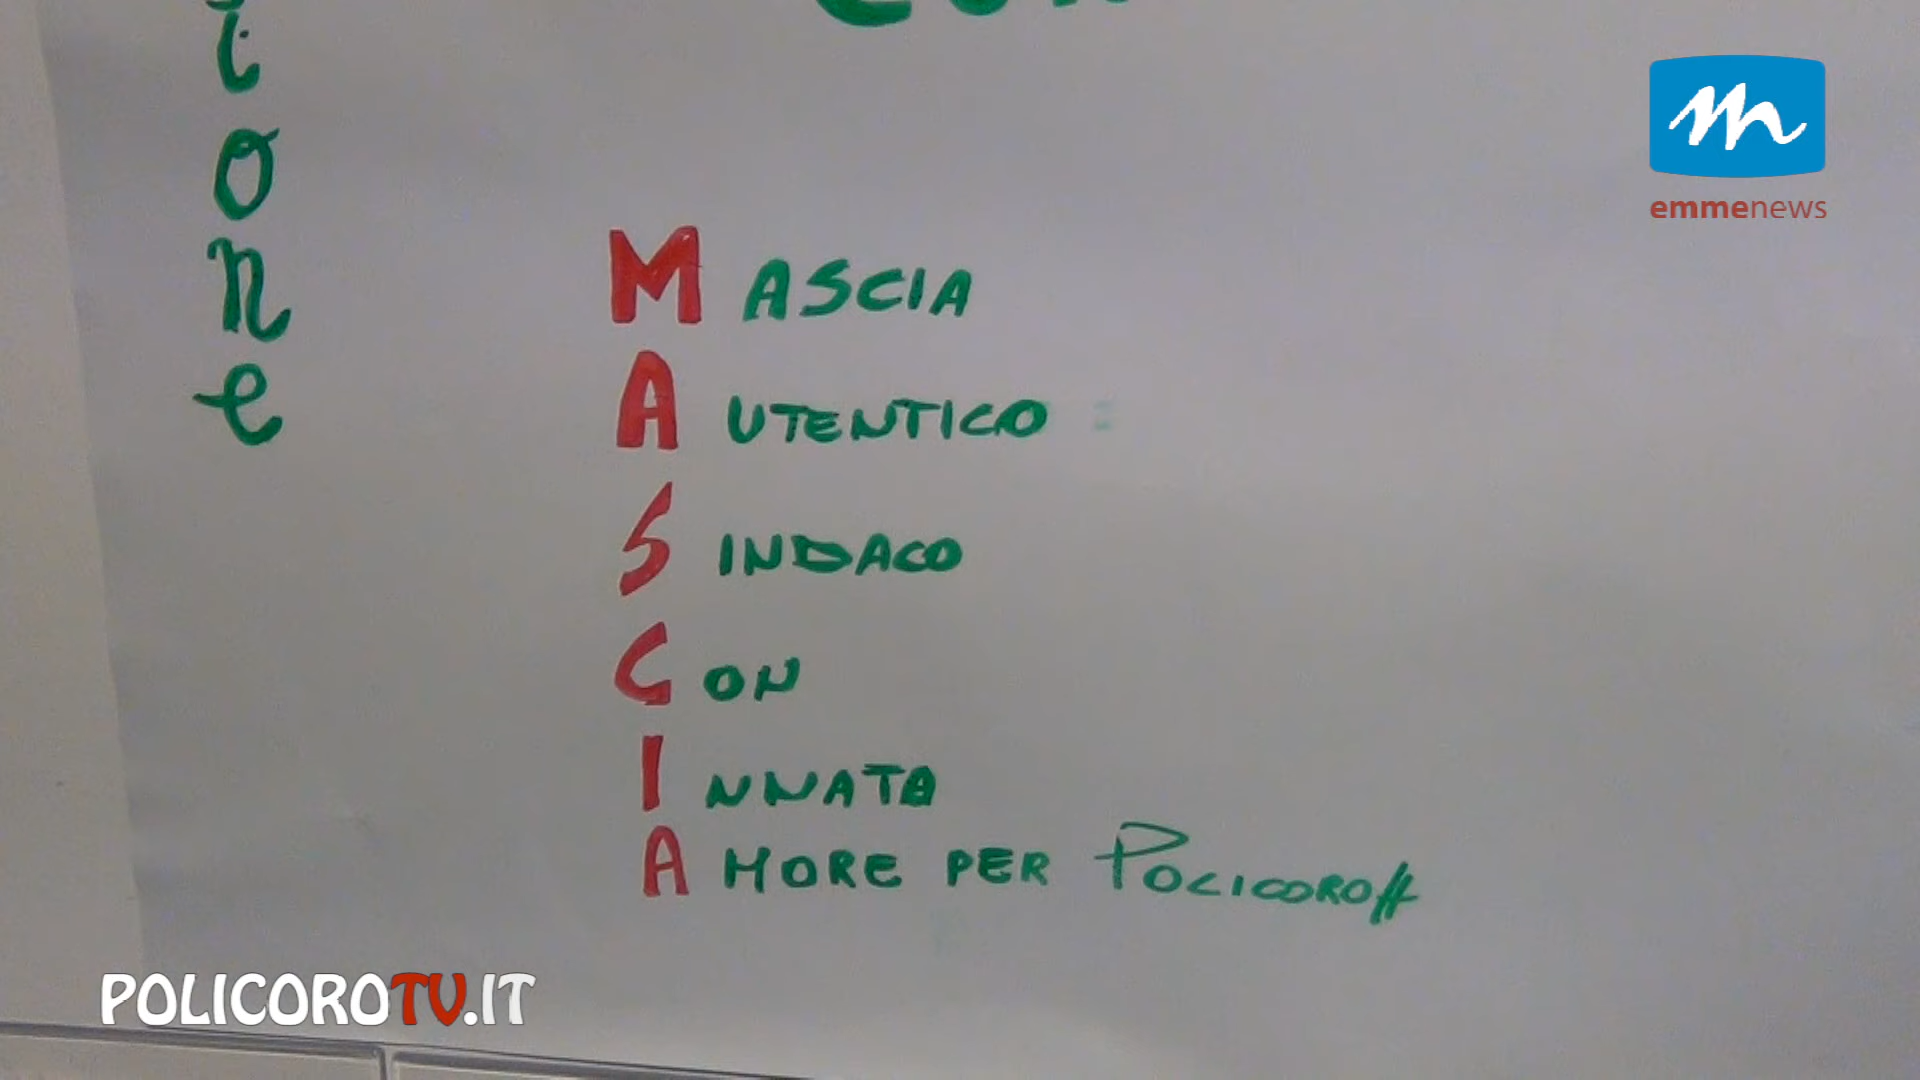 i
o
n
e
emmenews
MASCIA
AUTENTICO
SINDACO
CON
INNATA
AMORE PER POLICORO
POLICOROTV.IT